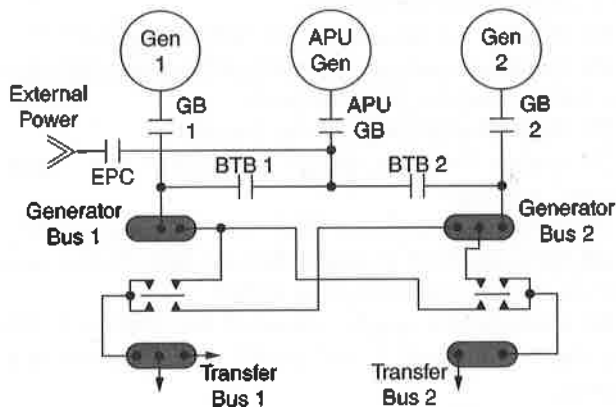 Gen
1
APU
Gen
Gen
2
External
Power
GB
1
APU
GB
GB
2
EPC
BTB 1
BTB 2
Generator
Bus 1
Generator
Bus 2
Transfer
Bus 1
Transfer
Bus 2